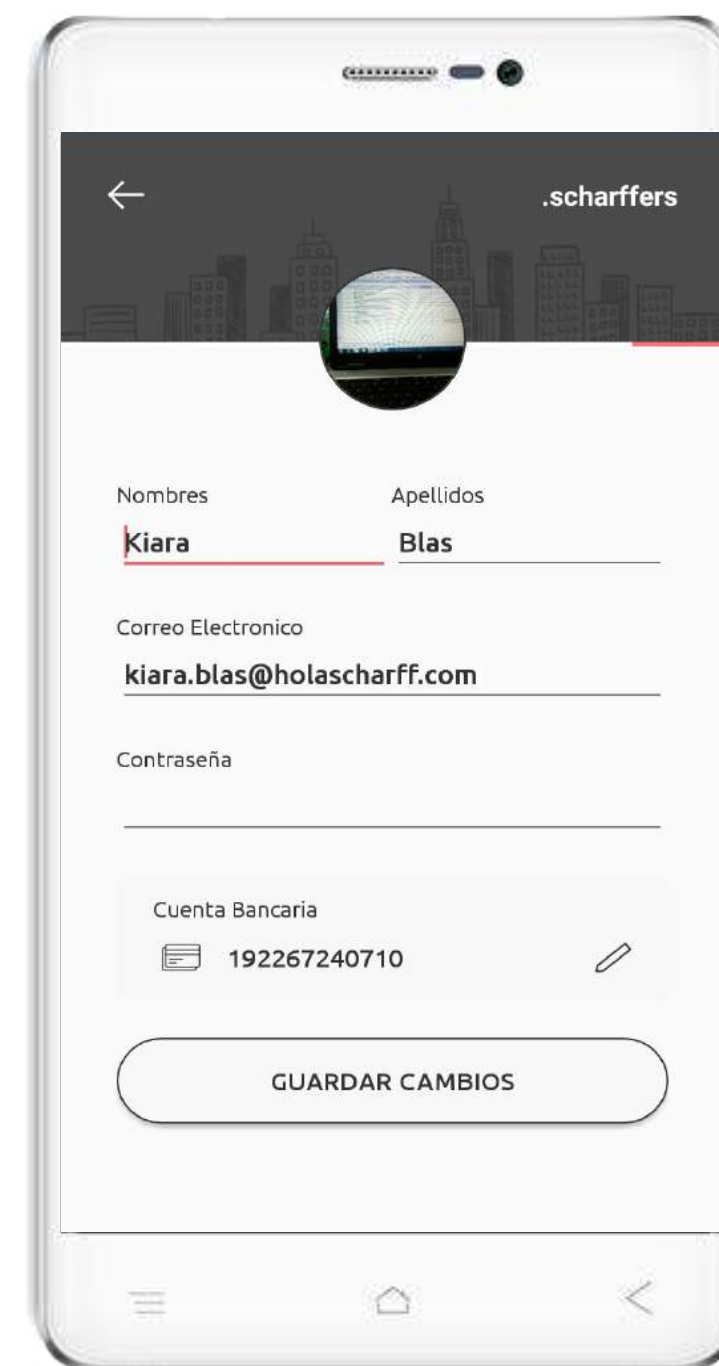 .scharffers
Nombres Apellidos
Kiara Blas
Correo Electronico
kiara.blas@holascharff.com
Contraseña
Cuenta Bancaria
192267240710
GUARDAR CAMBIOS